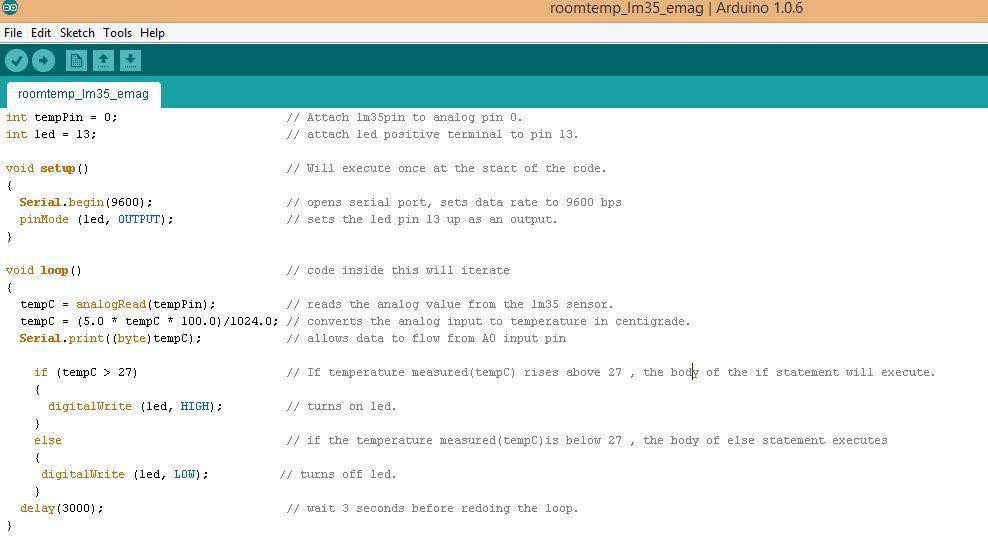 roomtemp_lm35_emag | Arduino 1.0.6
File Edit Sketch Tools Help
roomtemp_lm35_emag
int tempPin = 0; // Attach lm35pin to analog pin 0.
int led = 13; // attach led positive terminal to pin 13.
void setup() // Will execute once at the start of the code.
{
Serial.begin(9600); // opens serial port, sets data rate to 9600 bps
pinMode (led, OUTPUT); // sets the led pin 13 up as an output.
}
void loop() // code inside this will iterate
{
tempC = analogRead(tempPin); // reads the analog value from the lm35 sensor.
tempC = (5.0 * tempC * 100.0)/1024.0; // converts the analog input to temperature in centigrade.
Serial.print((byte)tempC); // allows data to flow from A0 input pin
if (tempC > 27) // If temperature measured(tempC) rises above 27 , the body of the if statement will execute.
{
digitalWrite (led, HIGH); // turns on led.
}
else // if the temperature measured(tempC)is below 27 , the body of else statement executes
{
digitalWrite (led, LOW); // turns off led.
}
delay(3000); // wait 3 seconds before redoing the loop.
}